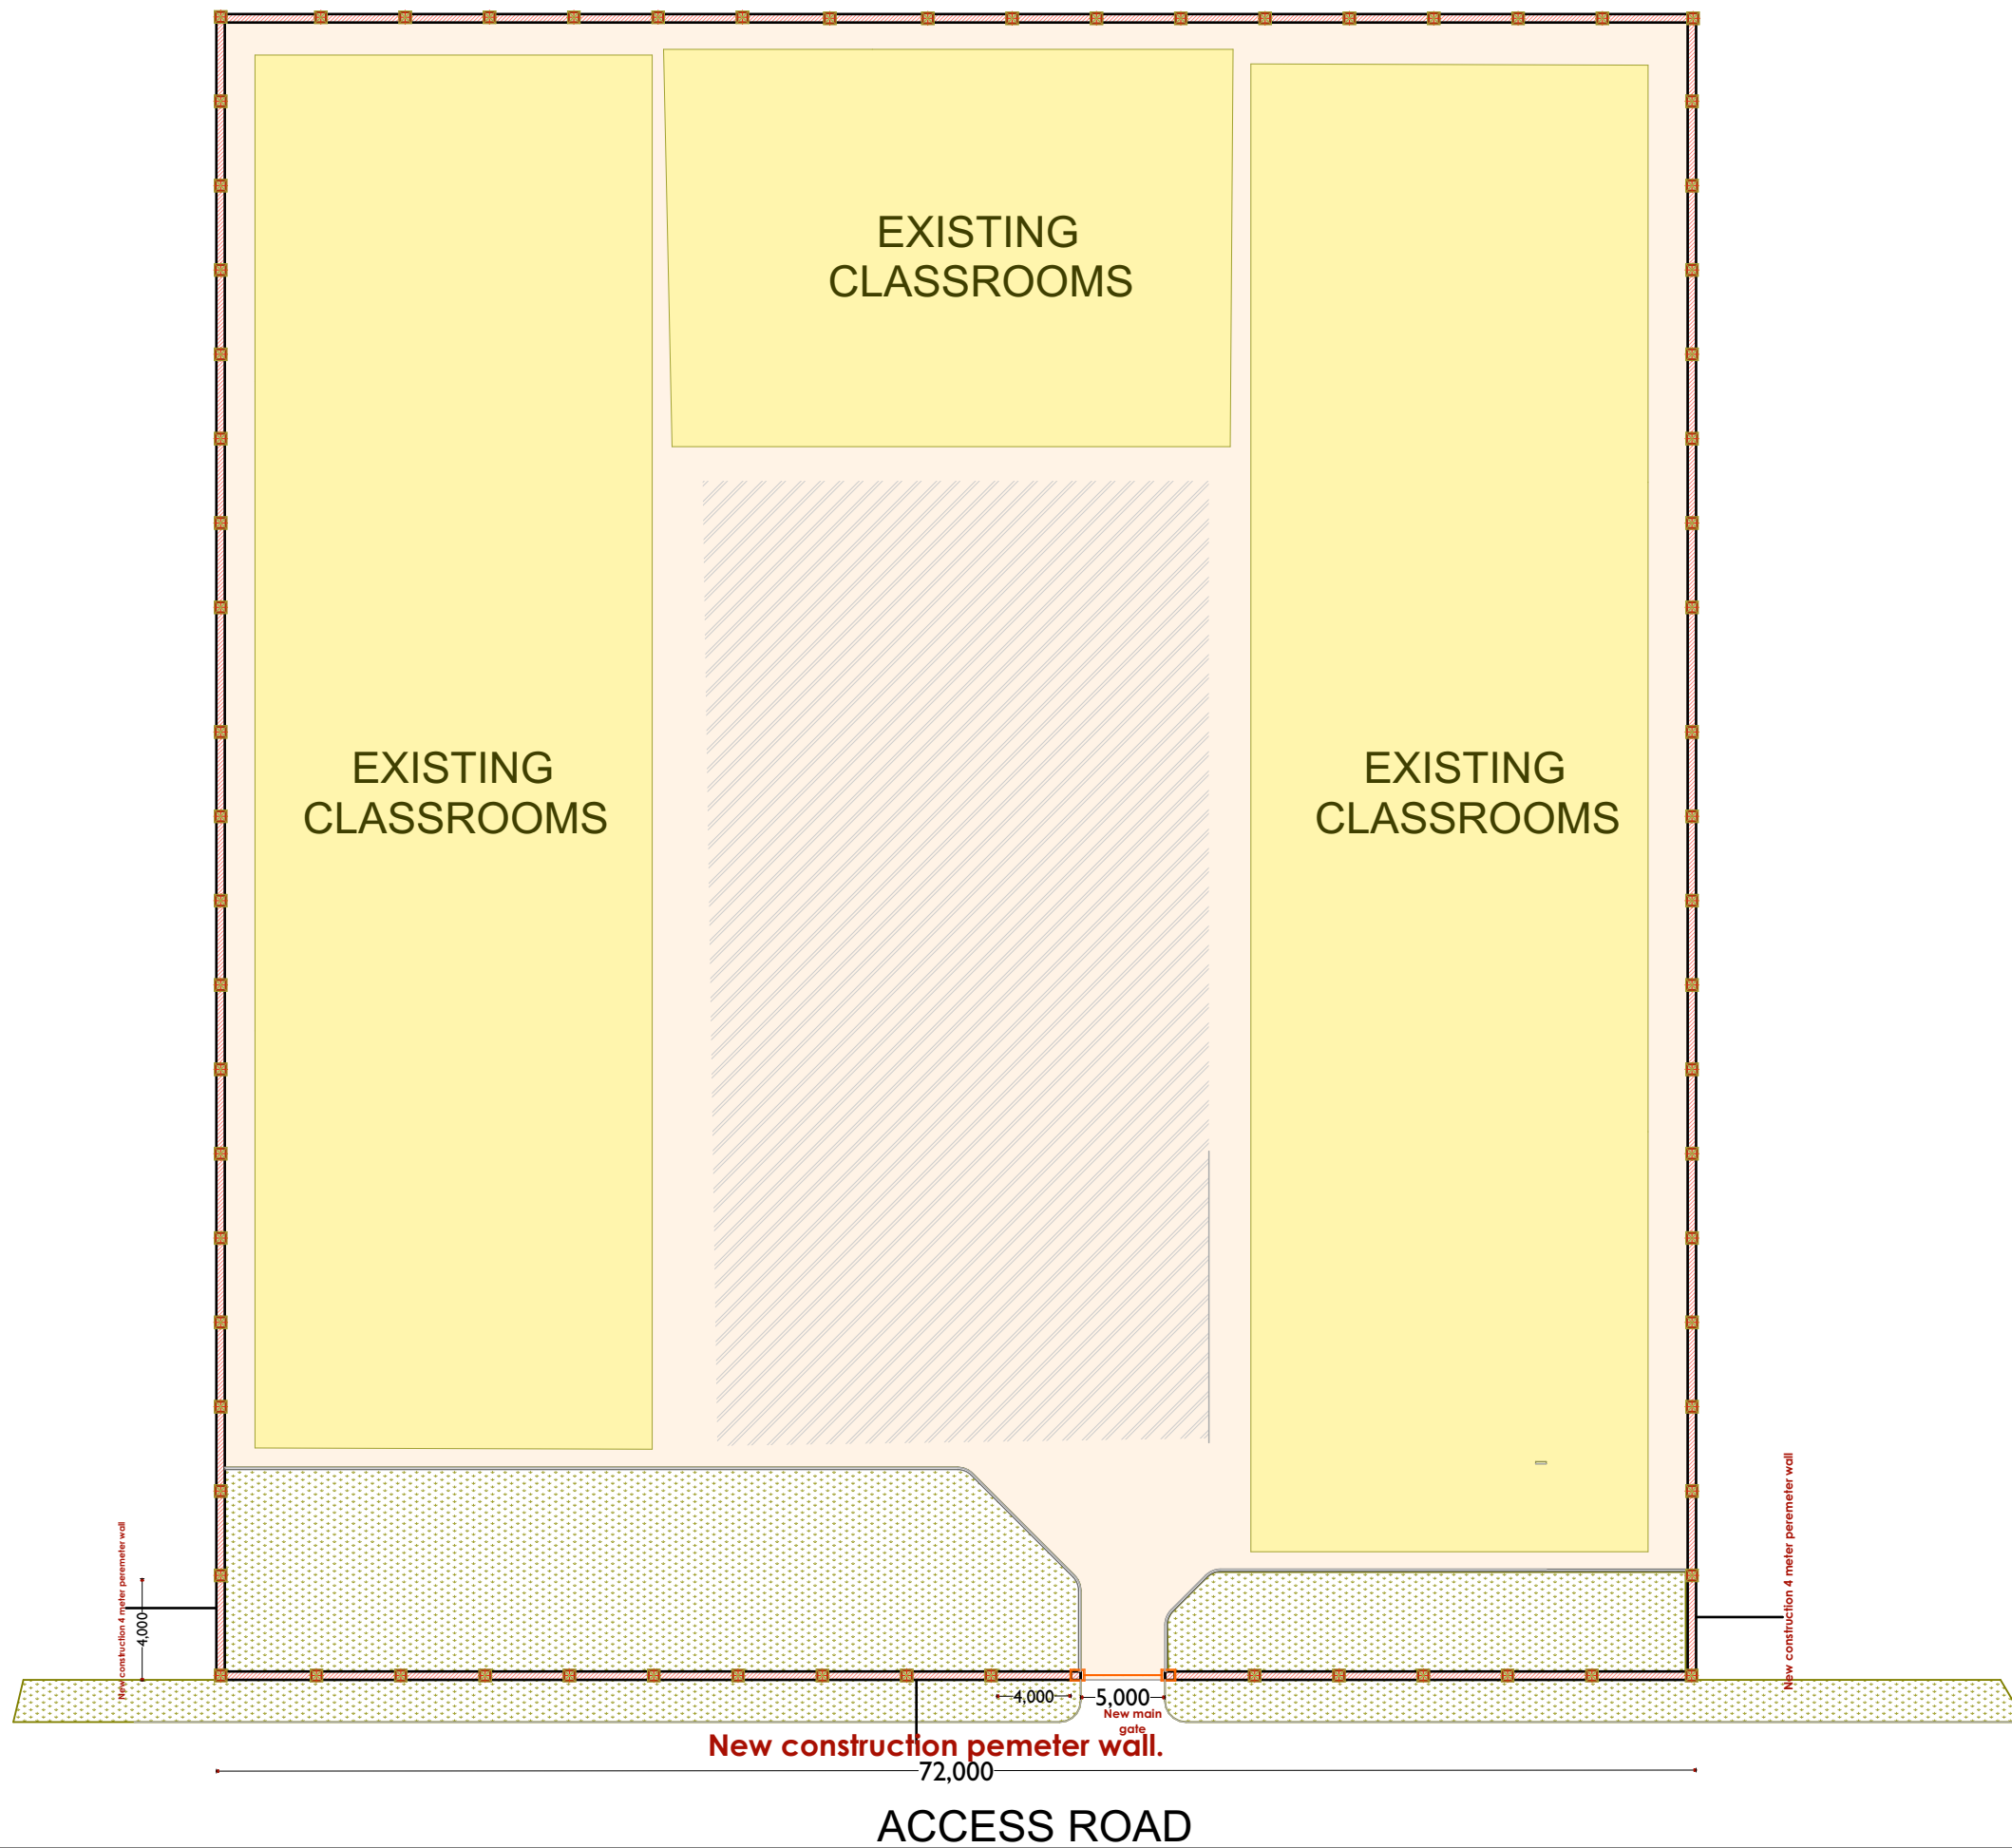 EXISTING
CLASSROOMS
EXISTING
CLASSROOMS
EXISTING
CLASSROOMS
New construction 4 meter peremeter wall
4,000
New construction 4 meter peremeter wall
4,000
5,000
New main
gate
New construction pemeter wall.
72,000
ACCESS ROAD